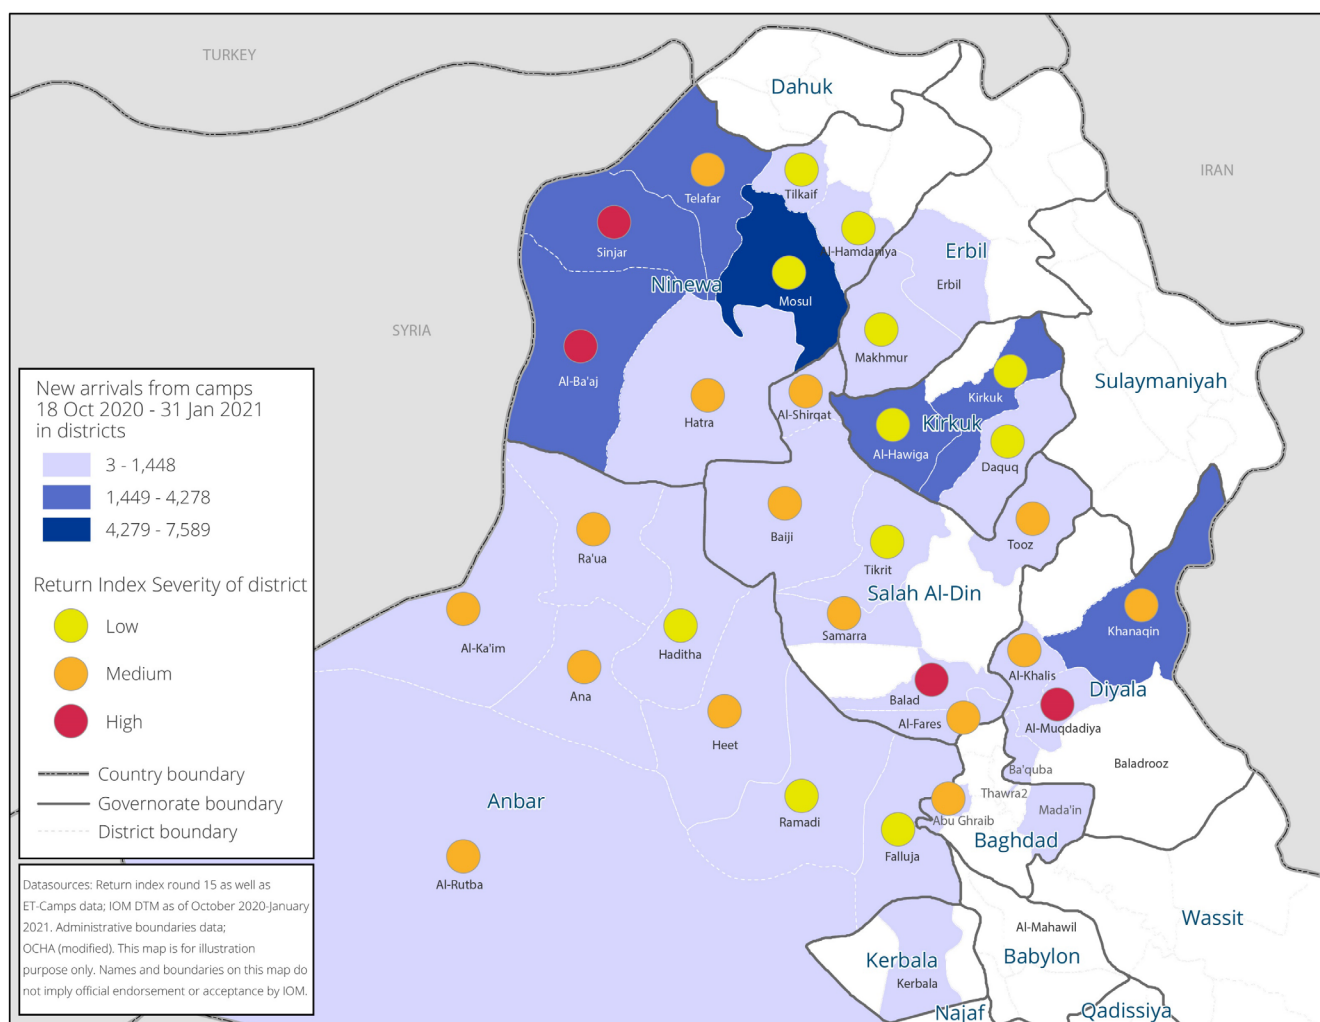 TURKEY
Dahuk
IRAN
Telafar
Tilkaif
Sinjar
Al-Hamdaniya
Erbil
Erbil
Ninewa
Mosul
SYRIA
Makhmur
Al-Ba'aj
Sulaymaniyah
Kirkuk
Hatra
Al-Shirqat
Kirkuk
Al-Hawiga
Daquq
Baiji
Tooz
Ra'ua
Tikrit
Salah Al-Din
Khanaqin
Samarra
Al-Ka'im
Haditha
Al-Khalis
Ana
Diyala
Balad
Al-Fares
Al-Muqdadiya
Heet
Baladrooz
Ba'quba
Thawra2
Mada'in
Anbar
Ramadi
Abu Ghraib
Baghdad
Falluja
Al-Rutba
Wassit
Al-Mahawil
Babylon
Kerbala
Kerbala
Najaf
Qadissiya
New arrivals from camps
18 Oct 2020 - 31 Jan 2021
in districts
3 - 1,448
1,449 - 4,278
4,279 - 7,589
Return Index Severity of district
Low
Medium
High
Country boundary
Governorate boundary
District boundary
Datasources: Return index round 15 as well as
ET-Camps data; IOM DTM as of October 2020-January
2021. Administrative boundaries data;
OCHA (modified). This map is for illustration
purpose only. Names and boundaries on this map do
not imply official endorsement or acceptance by IOM.